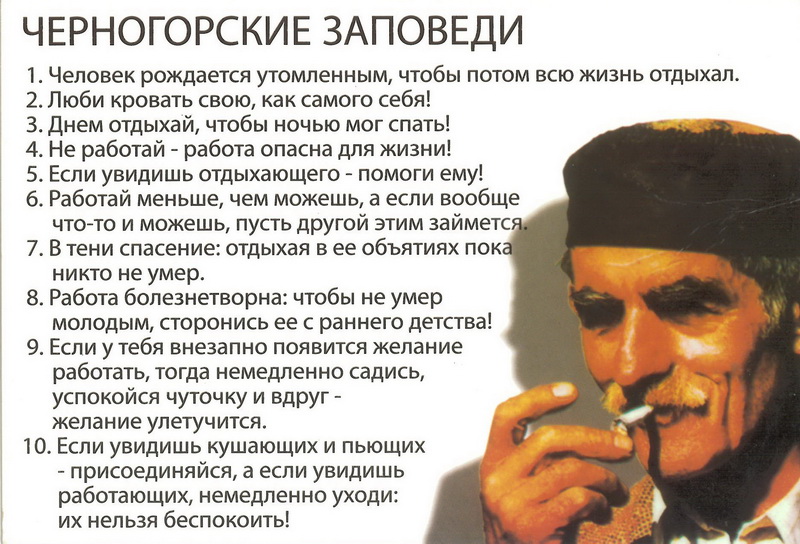 ЧЕРНОГОРСКИЕ ЗАПОВЕДИ
1. Человек рождается утомленным, чтобы потом всю жизнь отдыхал.
2. Люби кровать свою, как самого себя!
3. Днем отдыхай, чтобы ночью мог спать!
4. Не работай - работа опасна для жизни!
5. Если увидишь отдыхающего - помоги ему!
6. Работай меньше, чем можешь, а если вообще
что-то и можешь, пусть другой этим займется.
7. В тени спасение: отдыхая в ее объятиях пока
никто не умер.
8. Работа болезнетворна: чтобы не умер
молодым, сторонись ее с раннего детства!
9. Если у тебя внезапно появится желание
работать, тогда немедленно садись,
успокойся чуточку и вдруг -
желание улетучится.
10. Если увидишь кушающих и пьющих
- присоединяйся, а если увидишь
работающих, немедленно уходи:
их нельзя беспокоить!